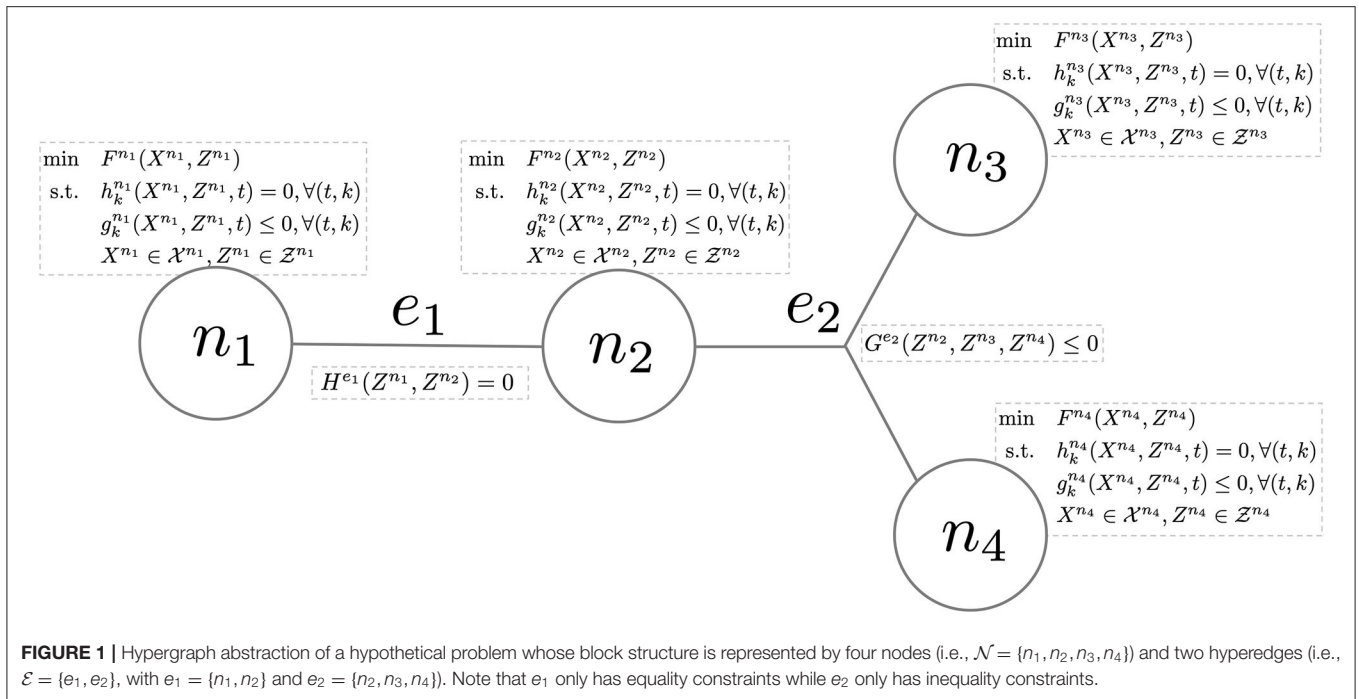 min F^{n_3}(X^{n_3}, Z^{n_3})
s.t. h_k^{n_3}(X^{n_3}, Z^{n_3}, t) = 0, ∀(t, k)
g_k^{n_3}(X^{n_3}, Z^{n_3}, t) ≤ 0, ∀(t, k)
X^{n_3} ∈ 𝒳^{n_3}, Z^{n_3} ∈ 𝒵^{n_3}
n_3
min F^{n_1}(X^{n_1}, Z^{n_1})
s.t. h_k^{n_1}(X^{n_1}, Z^{n_1}, t) = 0, ∀(t, k)
g_k^{n_1}(X^{n_1}, Z^{n_1}, t) ≤ 0, ∀(t, k)
X^{n_1} ∈ 𝒳^{n_1}, Z^{n_1} ∈ 𝒵^{n_1}
min F^{n_2}(X^{n_2}, Z^{n_2})
s.t. h_k^{n_2}(X^{n_2}, Z^{n_2}, t) = 0, ∀(t, k)
g_k^{n_2}(X^{n_2}, Z^{n_2}, t) ≤ 0, ∀(t, k)
X^{n_2} ∈ 𝒳^{n_2}, Z^{n_2} ∈ 𝒵^{n_2}
n_1
e_1
H^{e_1}(Z^{n_1}, Z^{n_2}) = 0
n_2
e_2
G^{e_2}(Z^{n_2}, Z^{n_3}, Z^{n_4}) ≤ 0
min F^{n_4}(X^{n_4}, Z^{n_4})
s.t. h_k^{n_4}(X^{n_4}, Z^{n_4}, t) = 0, ∀(t, k)
g_k^{n_4}(X^{n_4}, Z^{n_4}, t) ≤ 0, ∀(t, k)
X^{n_4} ∈ 𝒳^{n_4}, Z^{n_4} ∈ 𝒵^{n_4}
n_4
FIGURE 1 | Hypergraph abstraction of a hypothetical problem whose block structure is represented by four nodes (i.e., 𝒩 = {n_1, n_2, n_3, n_4}) and two hyperedges (i.e.,
ℰ = {e_1, e_2}, with e_1 = {n_1, n_2} and e_2 = {n_2, n_3, n_4}). Note that e_1 only has equality constraints while e_2 only has inequality constraints.